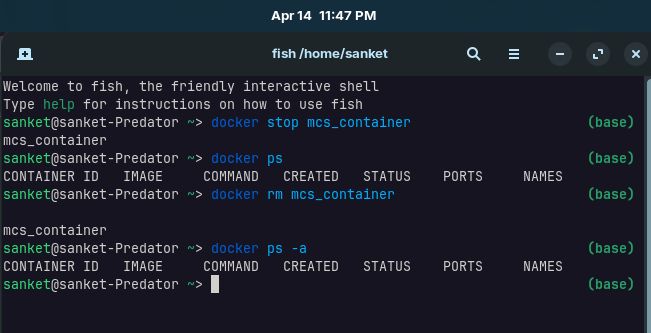 Apr 14  11:47 PM
fish /home/sanket
Welcome to fish, the friendly interactive shell
Type help for instructions on how to use fish
sanket@sanket-Predator ~> docker stop mcs_container (base)
mcs_container
sanket@sanket-Predator ~> docker ps (base)
CONTAINER ID   IMAGE     COMMAND   CREATED   STATUS    PORTS     NAMES
sanket@sanket-Predator ~> docker rm mcs_container (base)
mcs_container
sanket@sanket-Predator ~> docker ps -a (base)
CONTAINER ID   IMAGE     COMMAND   CREATED   STATUS    PORTS     NAMES
sanket@sanket-Predator ~> (base)